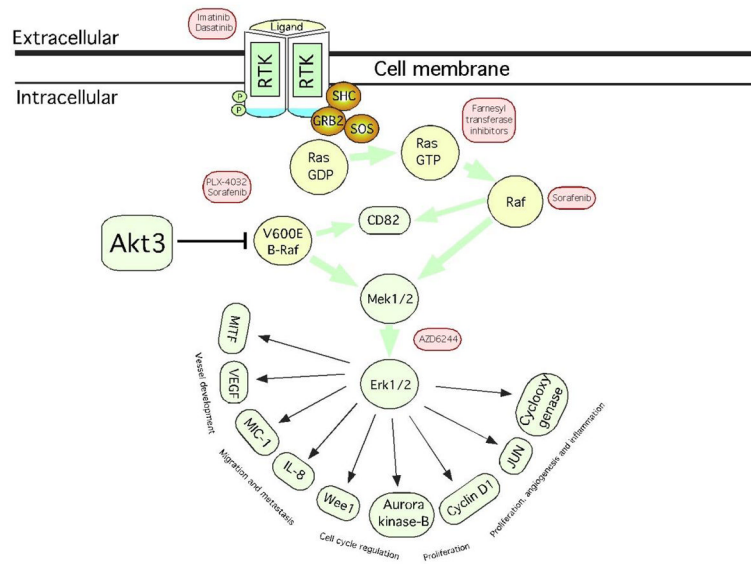 Imatinib
Dasatinib
Ligand
Extracellular
RTK
RTK
Cell membrane
Intracellular
P
P
SHC
GRB2
SOS
Farnesyl
transferase
inhibitors
Ras
GDP
Ras
GTP
PLX-4032
Sorafenib
Raf
Sorafenib
CD82
Akt3
V600E
B-Raf
Mek1/2
AZD6244
Erk1/2
MITF
VEGF
Vessel development
MIC-1
IL-8
Migration and metastasis
Wee1
Aurora
kinase-B
Cell cycle regulation
Cyclin D1
Proliferation
JUN
Cyclooxy
genase
Proliferation, angiogencsis and inflammation